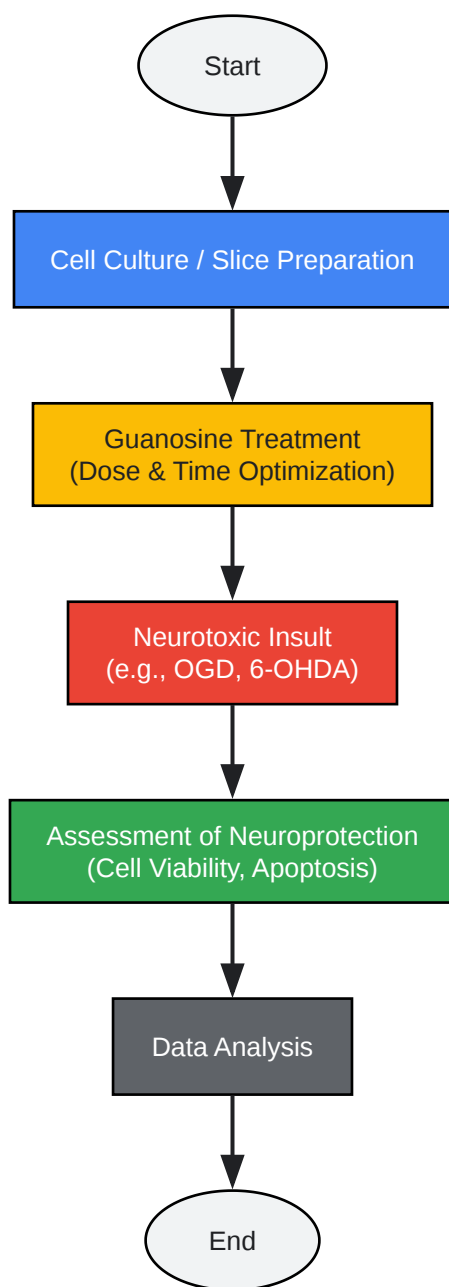 Start
Cell Culture / Slice Preparation
Guanosine Treatment
(Dose & Time Optimization)
Neurotoxic Insult
(e.g., OGD, 6-OHDA)
Assessment of Neuroprotection
(Cell Viability, Apoptosis)
Data Analysis
End